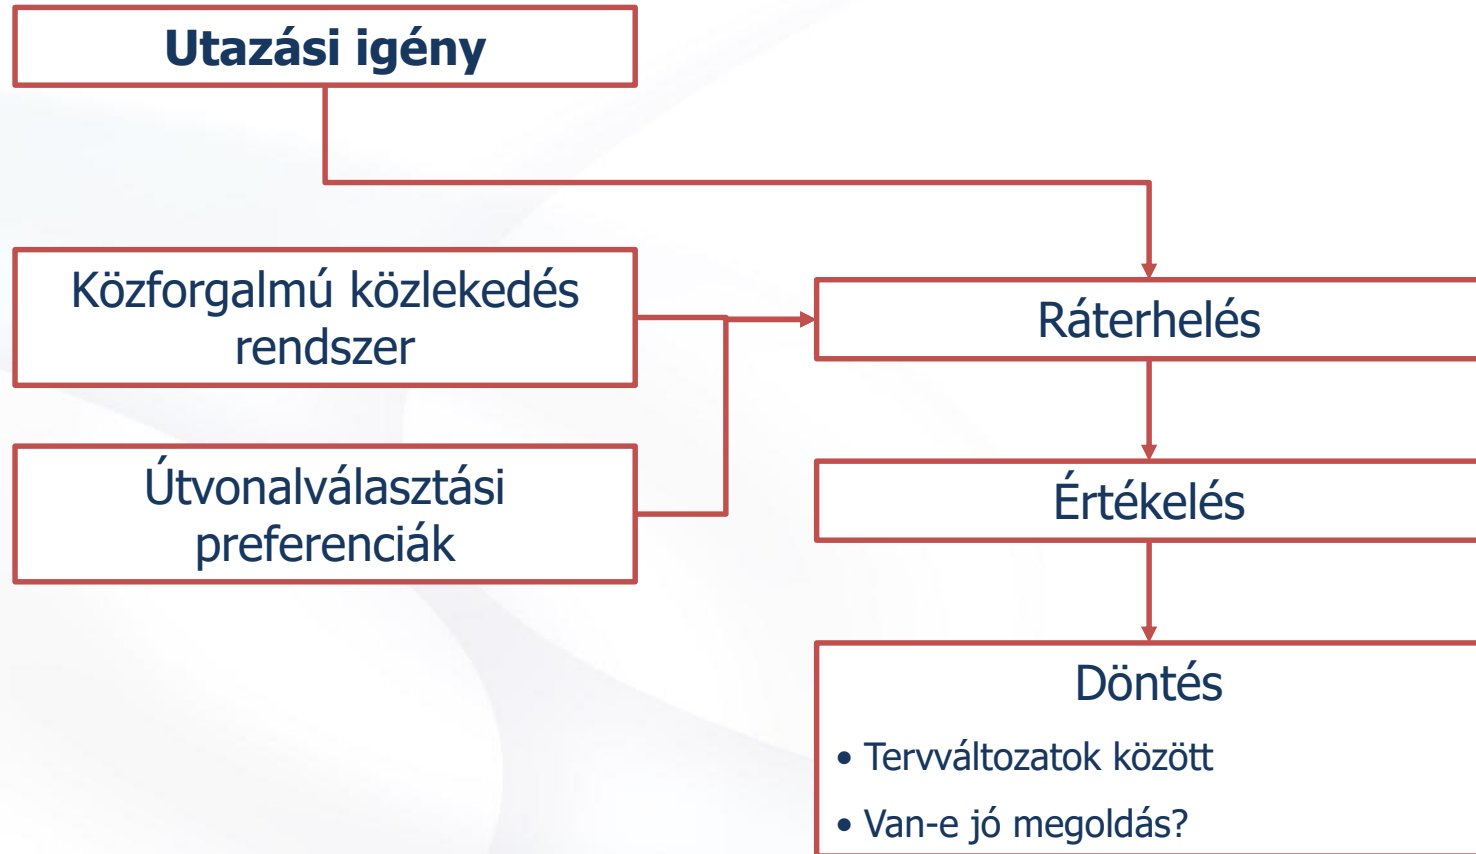 Utazási igény
Közforgalmú közlekedés
rendszer
Útvonalválasztási
preferenciák
Ráterhelés
Értékelés
Döntés
• Tervváltozatok között
• Van-e jó megoldás?